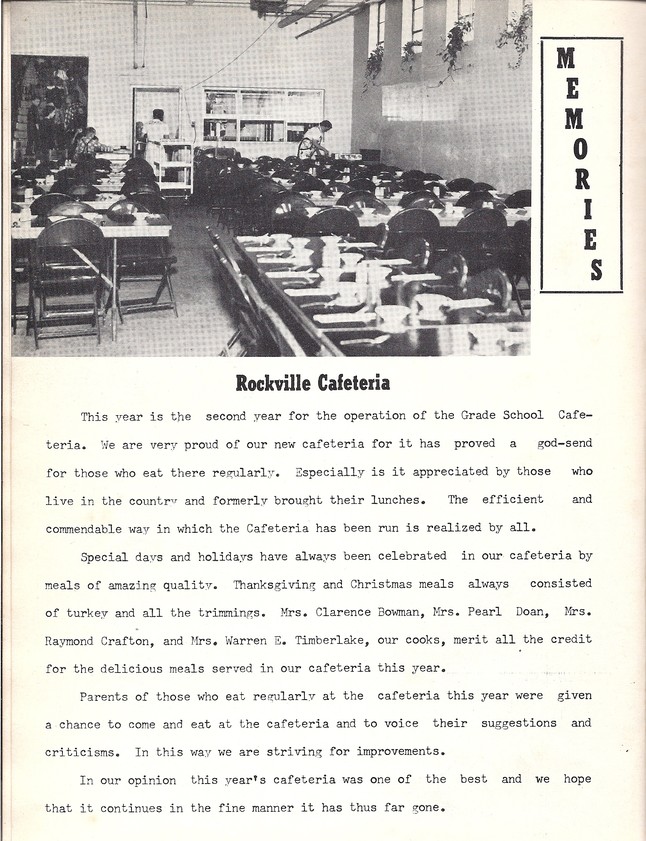 MEMORIES
Rockville Cafeteria
This year is the second year for the operation of the Grade School Cafe-
teria. We are very proud of our new cafeteria for it has proved a god-send
for those who eat there regularly. Especially is it appreciated by those who
live in the country and formerly brought their lunches. The efficient and
commendable way in which the Cafeteria has been run is realized by all.
Special days and holidays have always been celebrated in our cafeteria by
meals of amazing quality. Thanksgiving and Christmas meals always consisted
of turkey and all the trimmings. Mrs. Clarence Bowman, Mrs. Pearl Doan, Mrs.
Raymond Crafton, and Mrs. Warren E. Timberlake, our cooks, merit all the credit
for the delicious meals served in our cafeteria this year.
Parents of those who eat regularly at the cafeteria this year were given
a chance to come and eat at the cafeteria and to voice their suggestions and
criticisms. In this way we are striving for improvements.
In our opinion this year's cafeteria was one of the best and we hope
that it continues in the fine manner it has thus far gone.